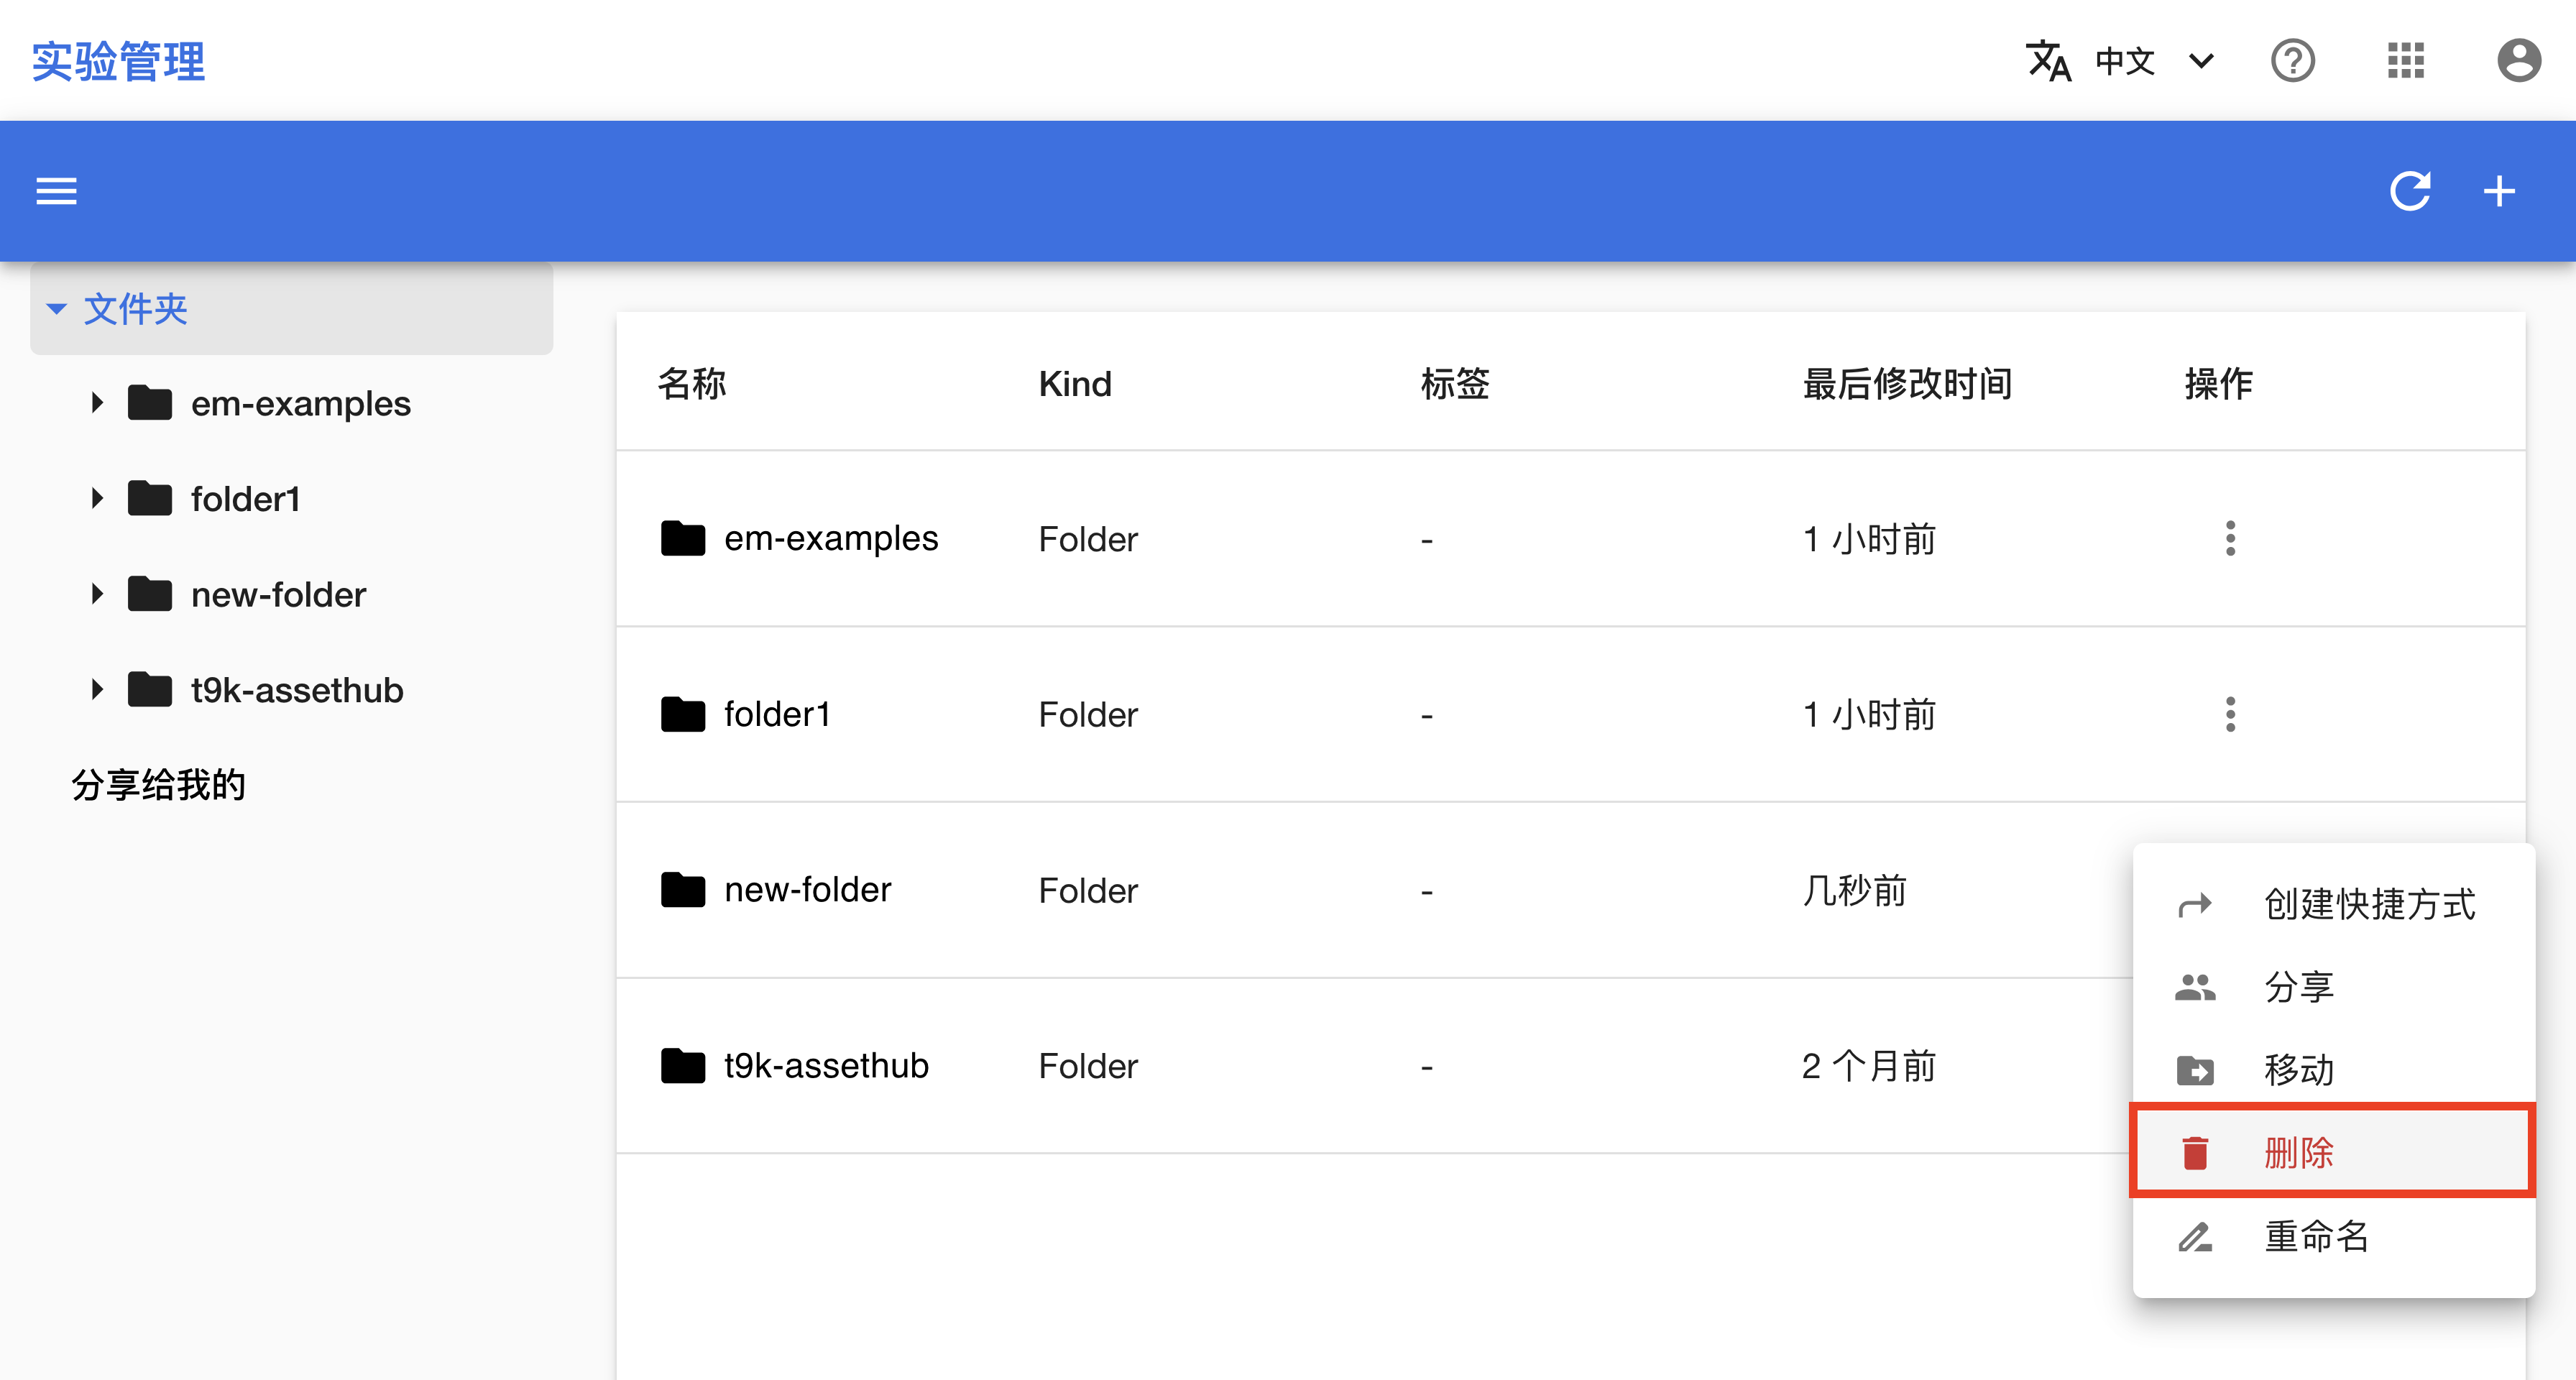 实验管理
中文
文件夹
em-examples
folder1
new-folder
t9k-assethub
分享给我的
名称 Kind 标签 最后修改时间 操作
em-examples Folder - 1 小时前
folder1 Folder - 1 小时前
new-folder Folder - 几秒前
t9k-assethub Folder - 2 个月前
创建快捷方式
分享
移动
删除
重命名